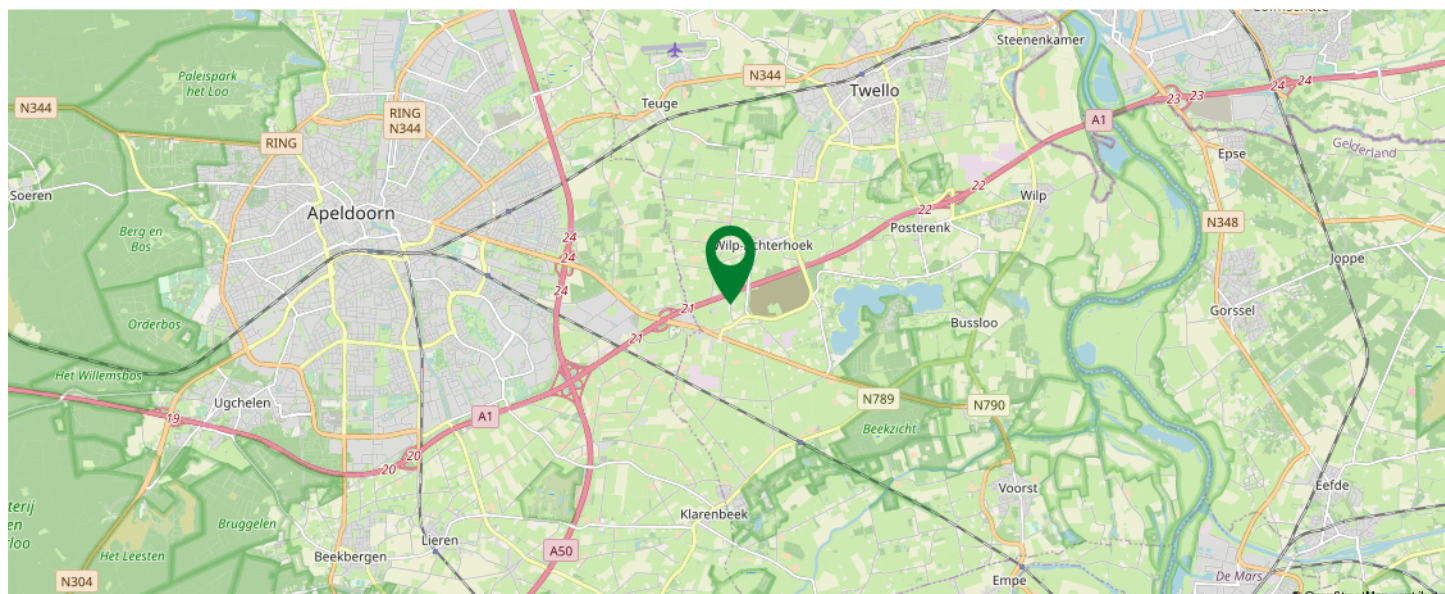 Steenenkamer
Paleispark
het Loo
N344
Twello
24
24
N344
Teuge
23
23
RING
N344
A1
RING
Epse
Gelderland
Soeren
22
Wilp
Apeldoorn
22
N348
Berg en
Bos
Posterenk
24
24
Joppe
24
21
Gorssel
Orderbos
21
Bussloo
Het Willemsbos
N789
N790
Ugchelen
A1
19
Beekzicht
20
20
Eefde
Voorst
Klarenbeek
Bruggelen
Lieren
A50
Het Leesten
Beekbergen
N304
Empe
De Mars